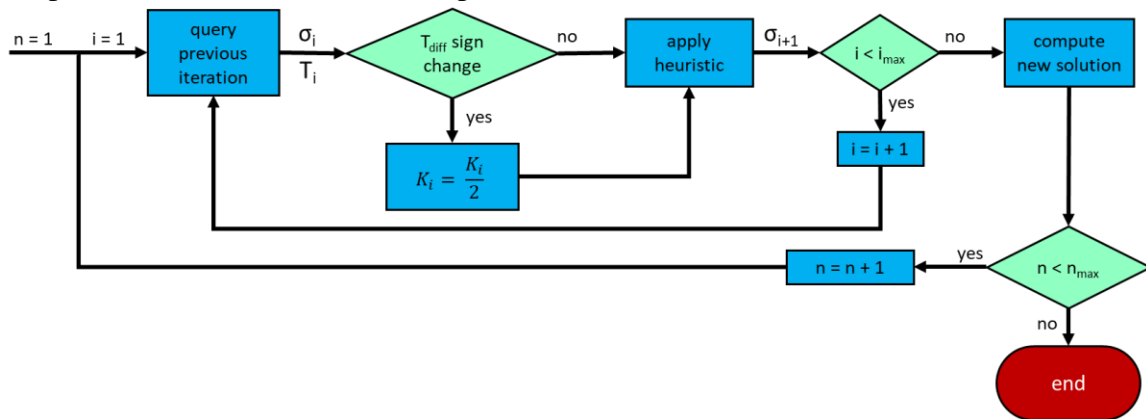 n = 1
i = 1
query
previous
iteration
σi
Ti
Tdiff sign
change
no
yes
Ki = Ki/2
apply
heuristic
σi+1
i < imax
no
yes
i = i + 1
compute
new solution
n < nmax
yes
n = n + 1
no
end